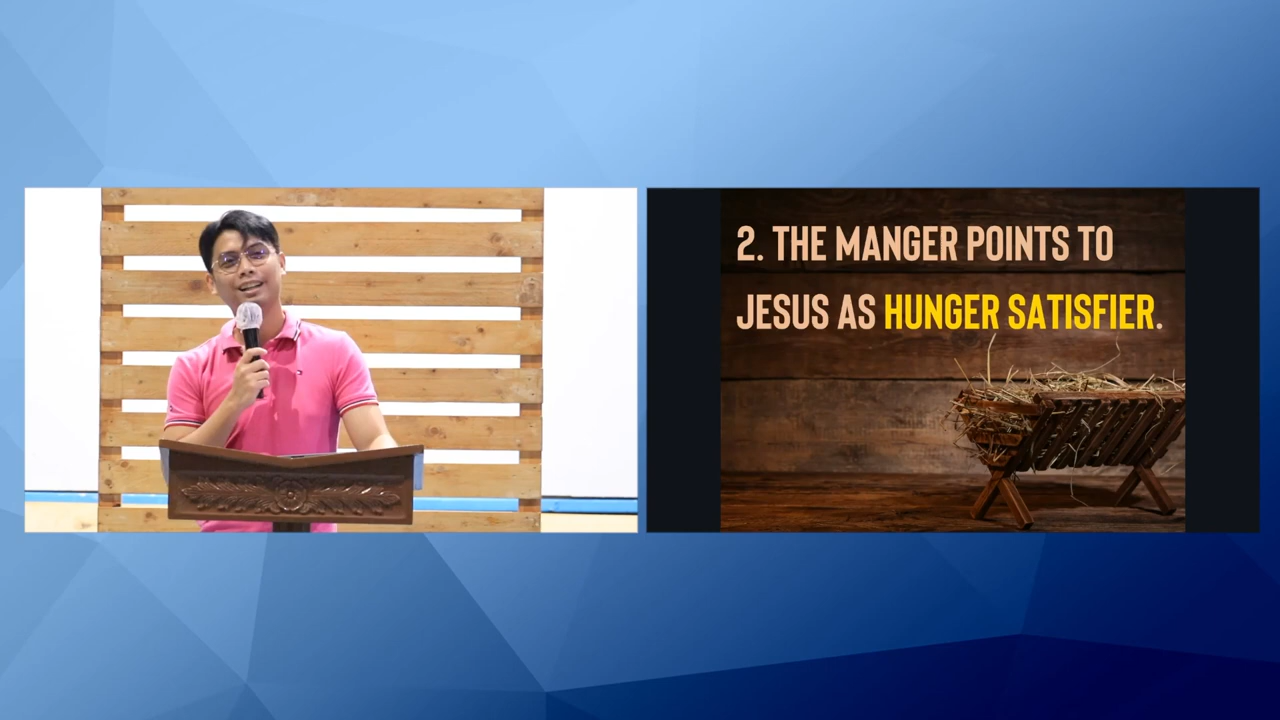 2. THE MANGER POINTS TO
JESUS AS HUNGER SATISFIER.